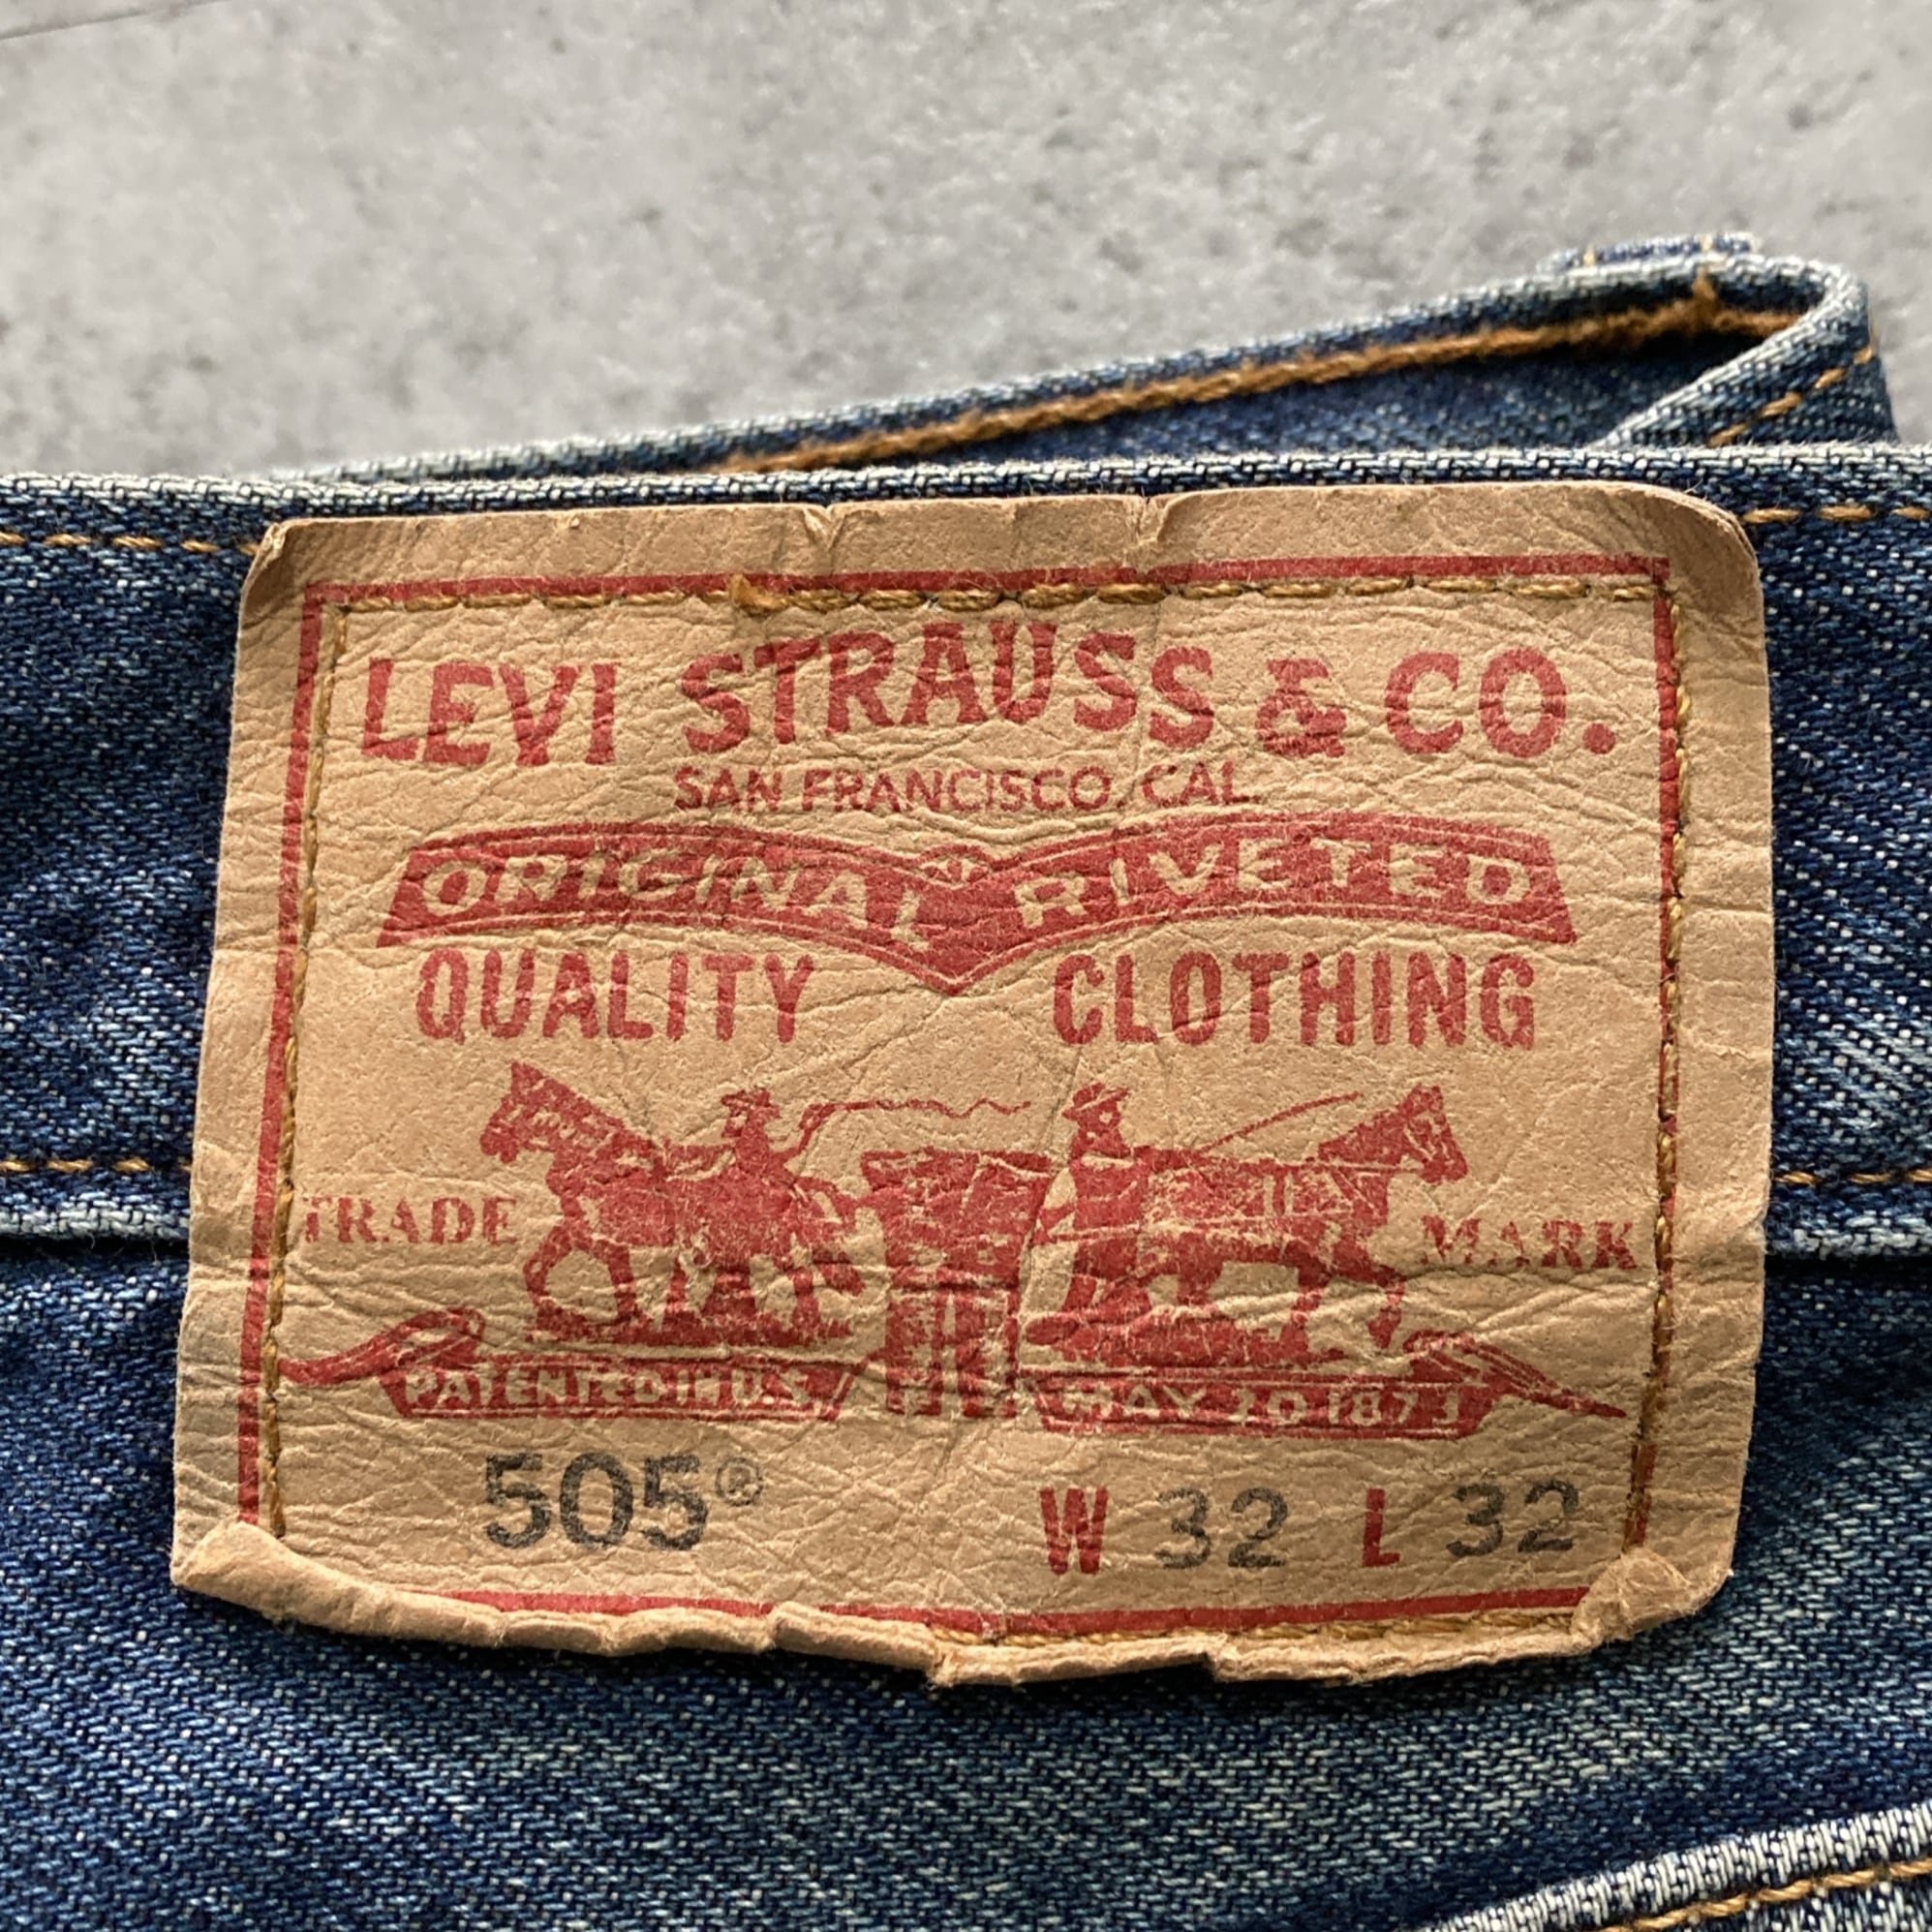 LEVI STRAUSS & CO.
SAN FRANCISCO, CAL.
ORIGINAL RIVETED
QUALITY CLOTHING
TRADE MARK
PATENTED IN U.S. MAY 20 1873
505® W 32 L 32